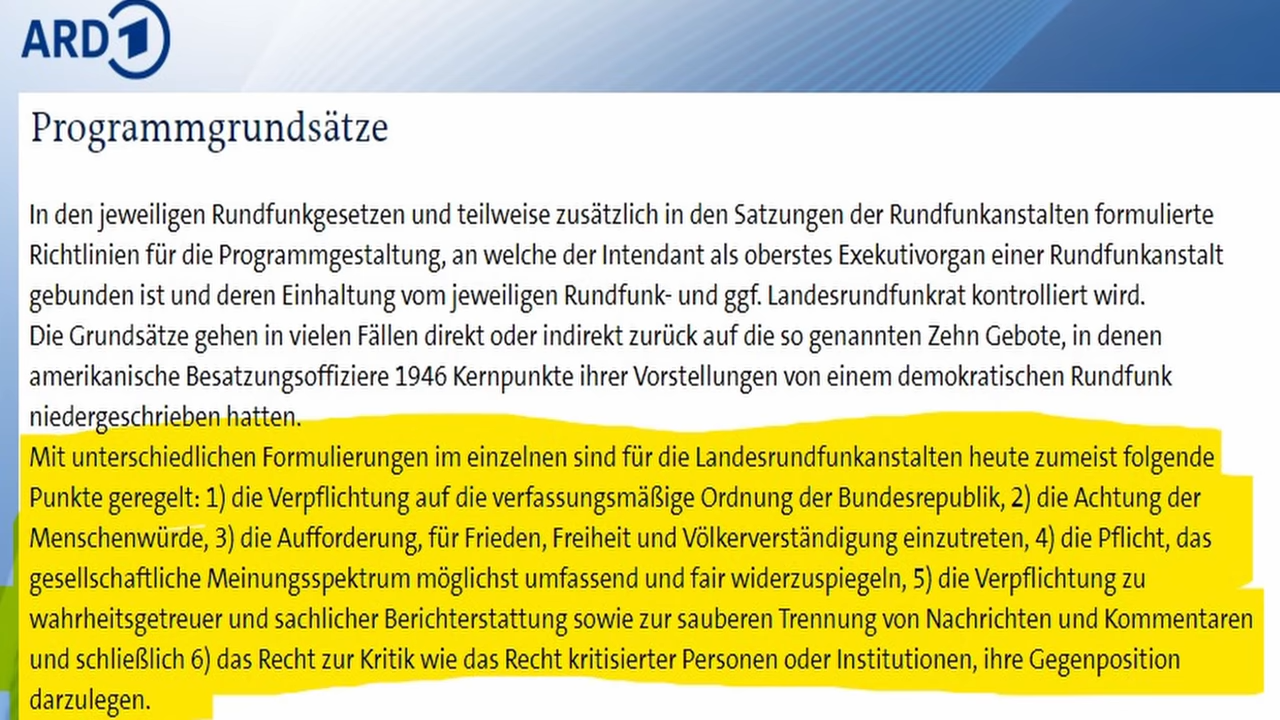 ARD 1
Programmgrundsätze
In den jeweiligen Rundfunkgesetzen und teilweise zusätzlich in den Satzungen der Rundfunkanstalten formulierte
Richtlinien für die Programmgestaltung, an welche der Intendant als oberstes Exekutivorgan einer Rundfunkanstalt
gebunden ist und deren Einhaltung vom jeweiligen Rundfunk- und ggf. Landesrundfunkrat kontrolliert wird.
Die Grundsätze gehen in vielen Fällen direkt oder indirekt zurück auf die so genannten Zehn Gebote, in denen
amerikanische Besatzungsoffiziere 1946 Kernpunkte ihrer Vorstellungen von einem demokratischen Rundfunk
niedergeschrieben hatten.
Mit unterschiedlichen Formulierungen im einzelnen sind für die Landesrundfunkanstalten heute zumeist folgende
Punkte geregelt: 1) die Verpflichtung auf die verfassungsmäßige Ordnung der Bundesrepublik, 2) die Achtung der
Menschenwürde, 3) die Aufforderung, für Frieden, Freiheit und Völkerverständigung einzutreten, 4) die Pflicht, das
gesellschaftliche Meinungsspektrum möglichst umfassend und fair widerzuspiegeln, 5) die Verpflichtung zu
wahrheitsgetreuer und sachlicher Berichterstattung sowie zur sauberen Trennung von Nachrichten und Kommentaren
und schließlich 6) das Recht zur Kritik wie das Recht kritisierter Personen oder Institutionen, ihre Gegenposition
darzulegen.